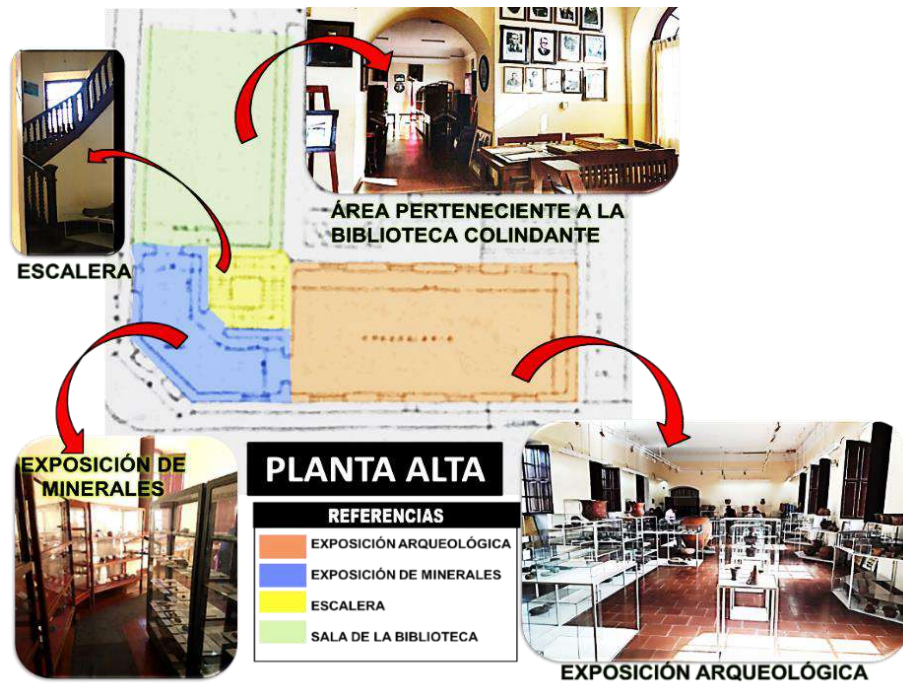 ÁREA PERTENECIENTE A LA
BIBLIOTECA COLINDANTE
ESCALERA
EXPOSICIÓN DE
MINERALES
PLANTA ALTA
REFERENCIAS
EXPOSICIÓN ARQUEOLÓGICA
EXPOSICIÓN DE MINERALES
ESCALERA
SALA DE LA BIBLIOTECA
EXPOSICIÓN ARQUEOLÓGICA